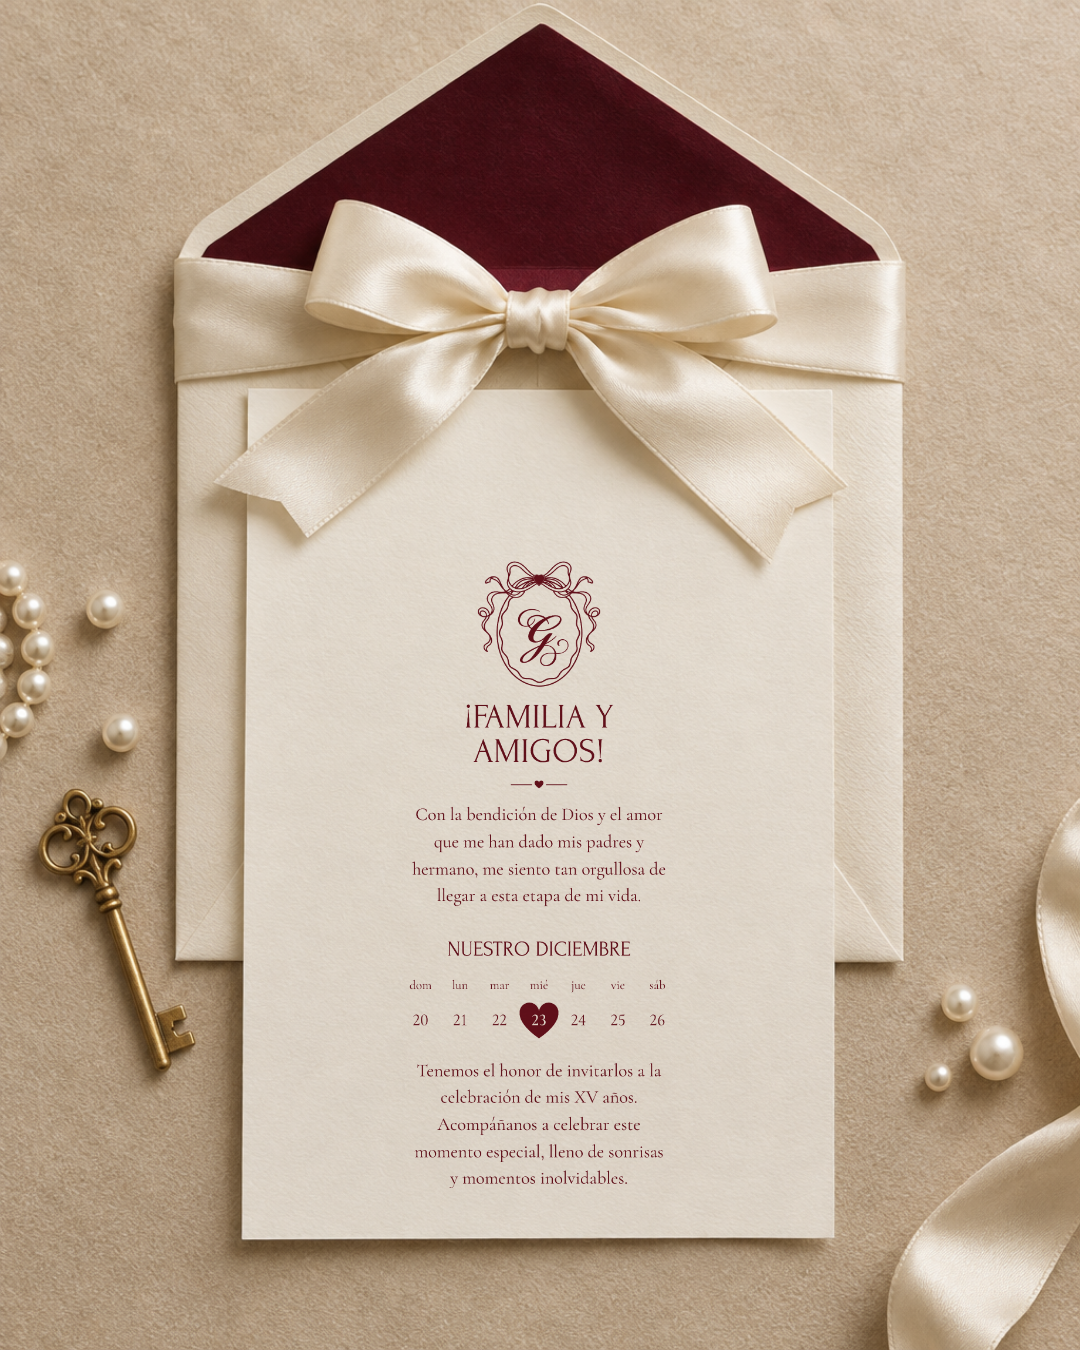 G
¡FAMILIA Y
AMIGOS!
Con la bendición de Dios y el amor
que me han dado mis padres y
hermano, me siento tan orgullosa de
llegar a esta etapa de mi vida.
NUESTRO DICIEMBRE
dom lun mar mié jue vie sáb
20 21 22 23 24 25 26
Tenemos el honor de invitarlos a la
celebración de mis XV años.
Acompáñanos a celebrar este
momento especial, lleno de sonrisas
y momentos inolvidables.